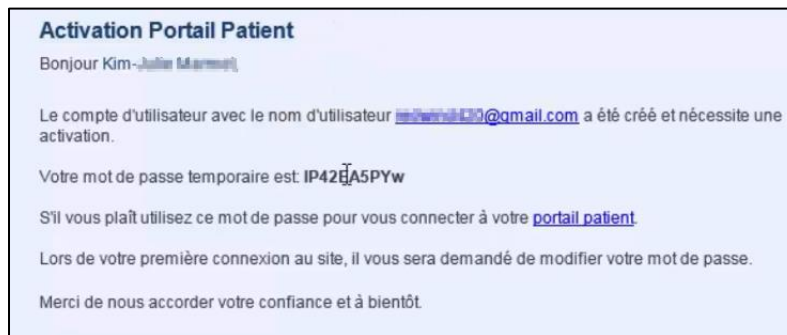 Activation Portail Patient
Bonjour Kim-
Le compte d'utilisateur avec le nom d'utilisateur @gmail.com a été créé et nécessite une
activation.
Votre mot de passe temporaire est: IP42EA5PYw
S'il vous plaît utilisez ce mot de passe pour vous connecter à votre portail patient.
Lors de votre première connexion au site, il vous sera demandé de modifier votre mot de passe.
Merci de nous accorder votre confiance et à bientôt.